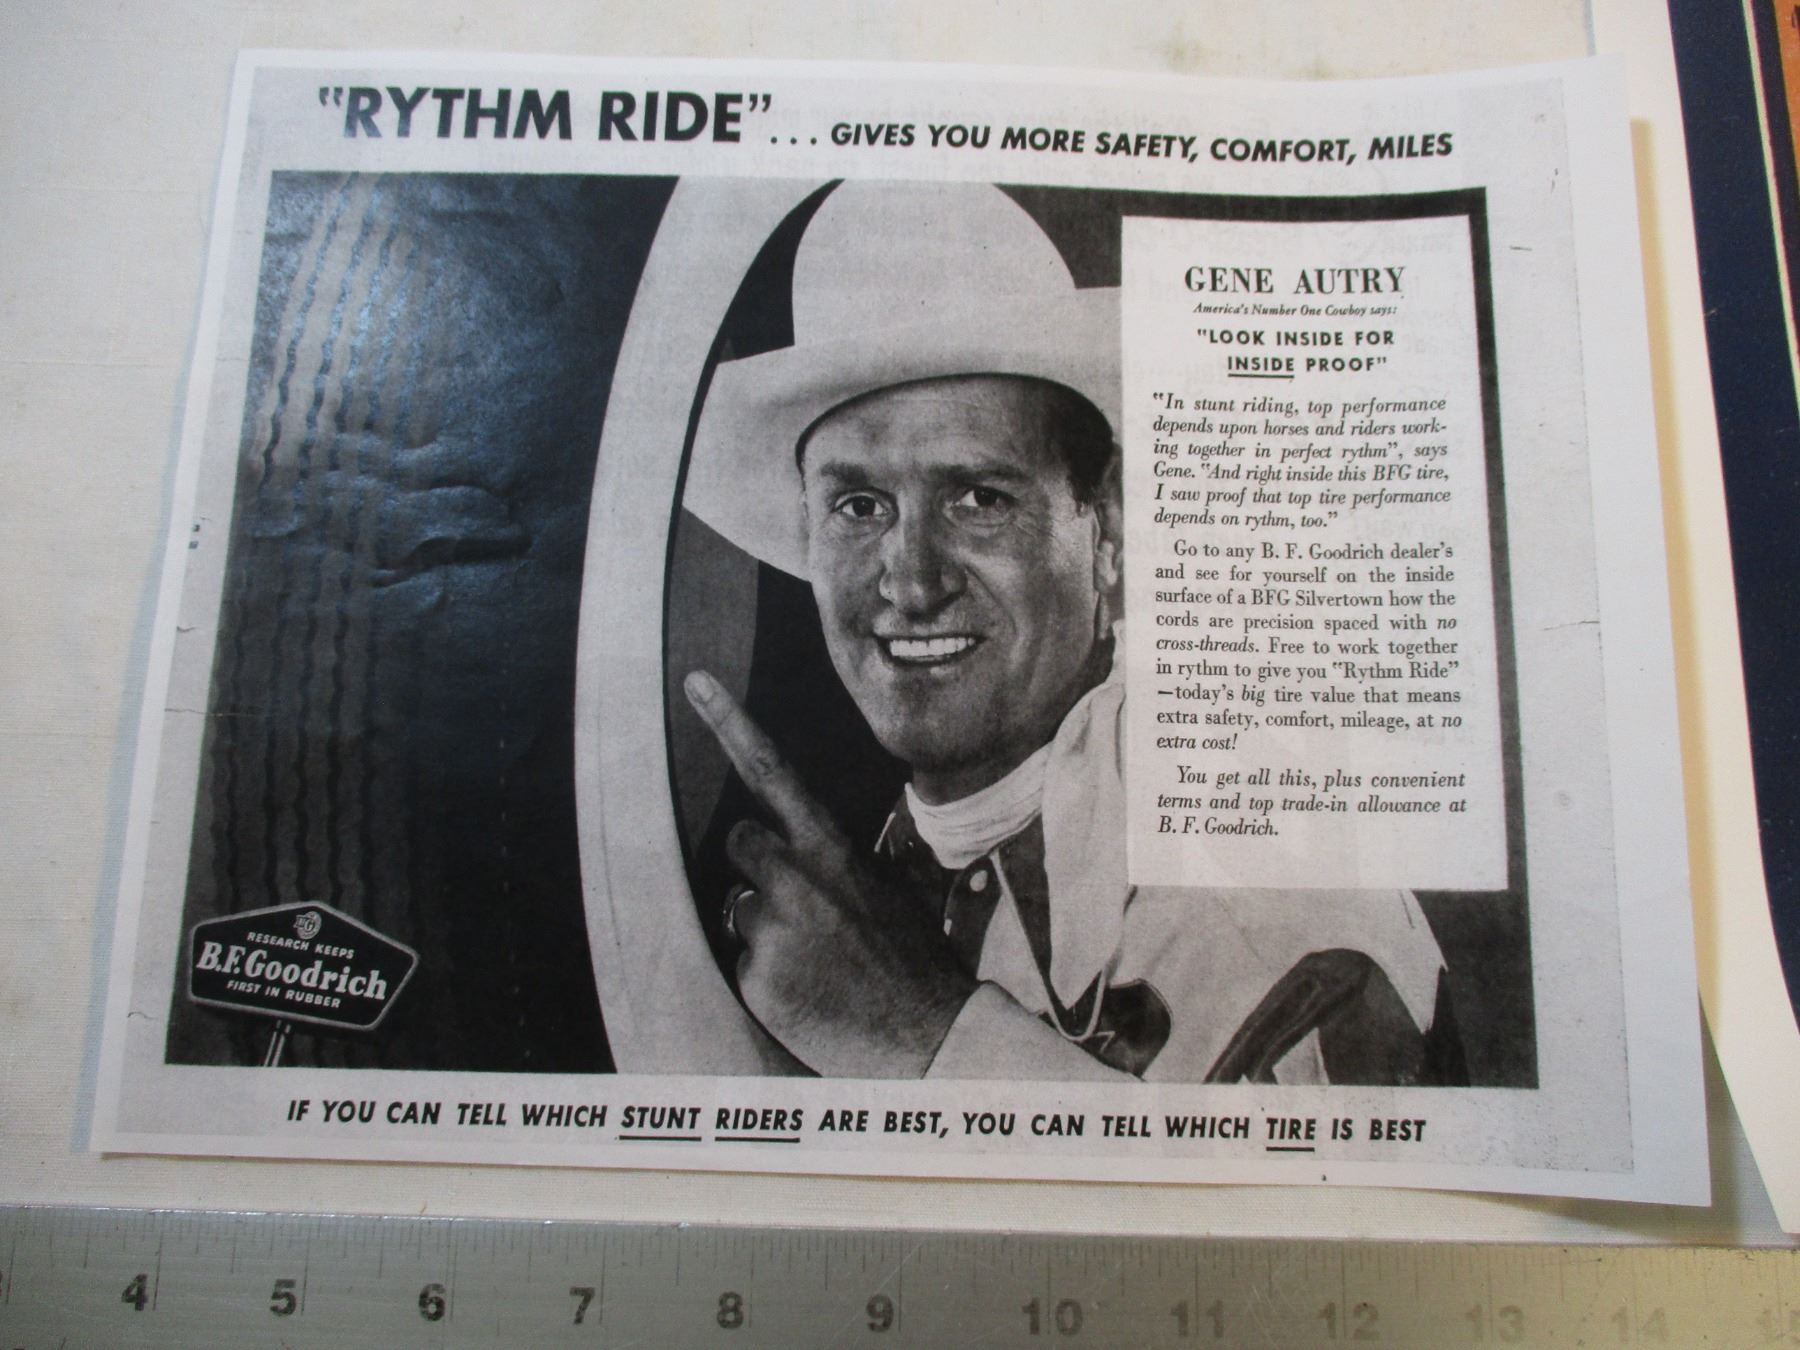 "RYTHM RIDE"... GIVES YOU MORE SAFETY, COMFORT, MILES
GENE AUTRY
America's Number One Cowboy says:
"LOOK INSIDE FOR
INSIDE PROOF"
"In stunt riding, top performance
depends upon horses and riders work-
ing together in perfect rythm", says
Gene. "And right inside this BFG tire,
I saw proof that top tire performance
depends on rythm, too."
Go to any B. F. Goodrich dealer's
and see for yourself on the inside
surface of a BFG Silvertown how the
cords are precision spaced with no
cross-threads. Free to work together
in rythm to give you "Rythm Ride"
—today's big tire value that means
extra safety, comfort, mileage, at no
extra cost!
You get all this, plus convenient
terms and top trade-in allowance at
B. F. Goodrich.
RESEARCH KEEPS
B.F. Goodrich
FIRST IN RUBBER
IF YOU CAN TELL WHICH STUNT RIDERS ARE BEST, YOU CAN TELL WHICH TIRE IS BEST
4 5 6 7 8 9 10 11 12 13 14